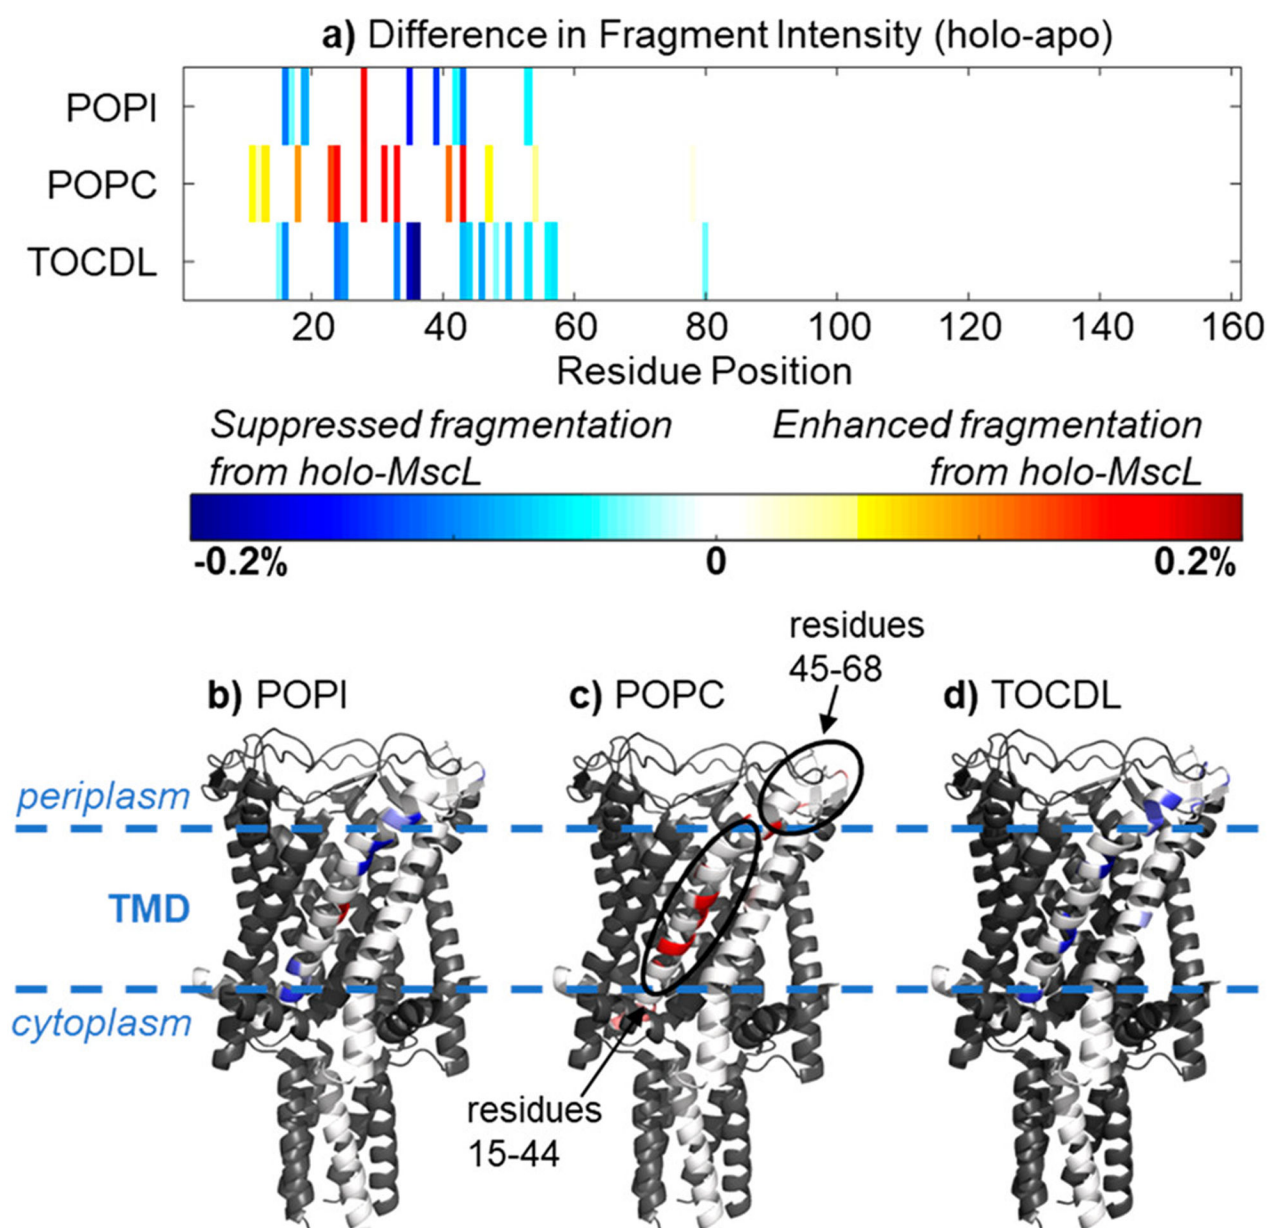 a) Difference in Fragment Intensity (holo-apo)
POPI
POPC
TOCDL
20 40 60 80 100 120 140 160
Residue Position
Suppressed fragmentation
from holo-MscL
Enhanced fragmentation
from holo-MscL
-0.2% 0 0.2%
residues
45-68
b) POPI
c) POPC
d) TOCDL
periplasm
TMD
cytoplasm
residues
15-44